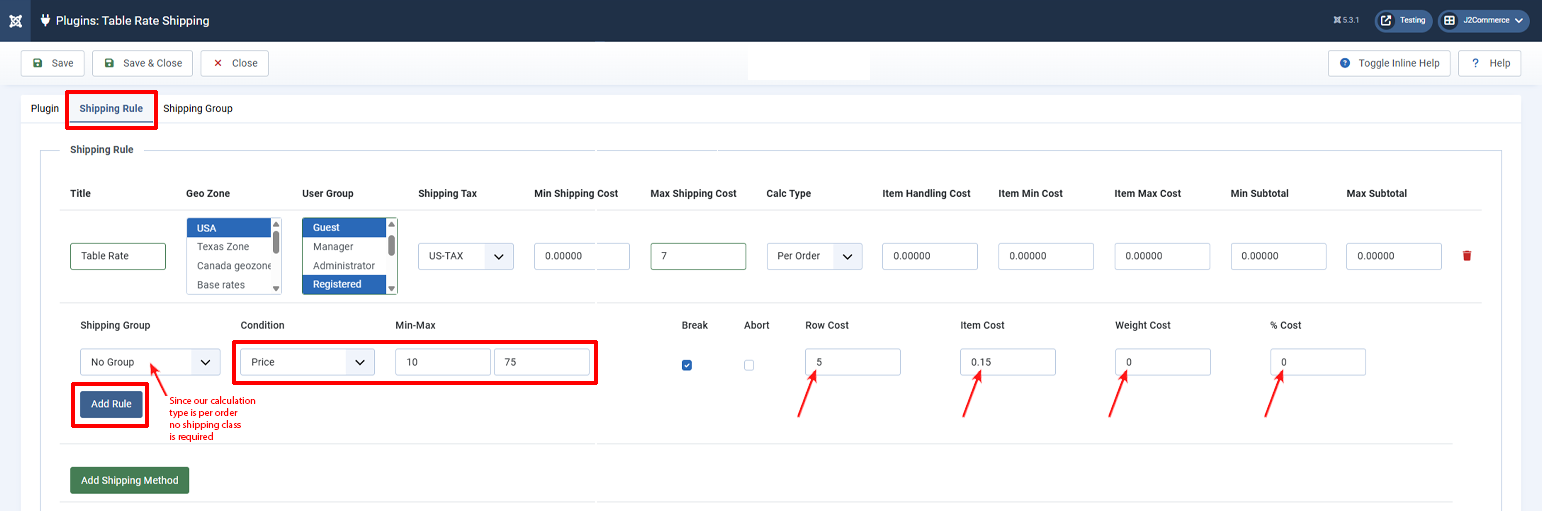 Plugins: Table Rate Shipping
5.3.1
Testing
J2Commerce
Save
Save & Close
Close
Toggle Inline Help
? Help
Plugin
Shipping Rule
Shipping Group
Shipping Rule
Title Geo Zone User Group Shipping Tax Min Shipping Cost Max Shipping Cost Calc Type Item Handling Cost Item Min Cost Item Max Cost Min Subtotal Max Subtotal
USA
Texas Zone
Canada geozone
Base rates
Guest
Manager
Administrator
Registered
Table Rate US-TAX 0.00000 7 Per Order 0.00000 0.00000 0.00000 0.00000 0.00000
Shipping Group Condition Min-Max Break Abort Row Cost Item Cost Weight Cost % Cost
No Group Price 10 75 5 0.15 0 0
Add Rule
Since our calculation
type is per order
no shipping class
is required
Add Shipping Method